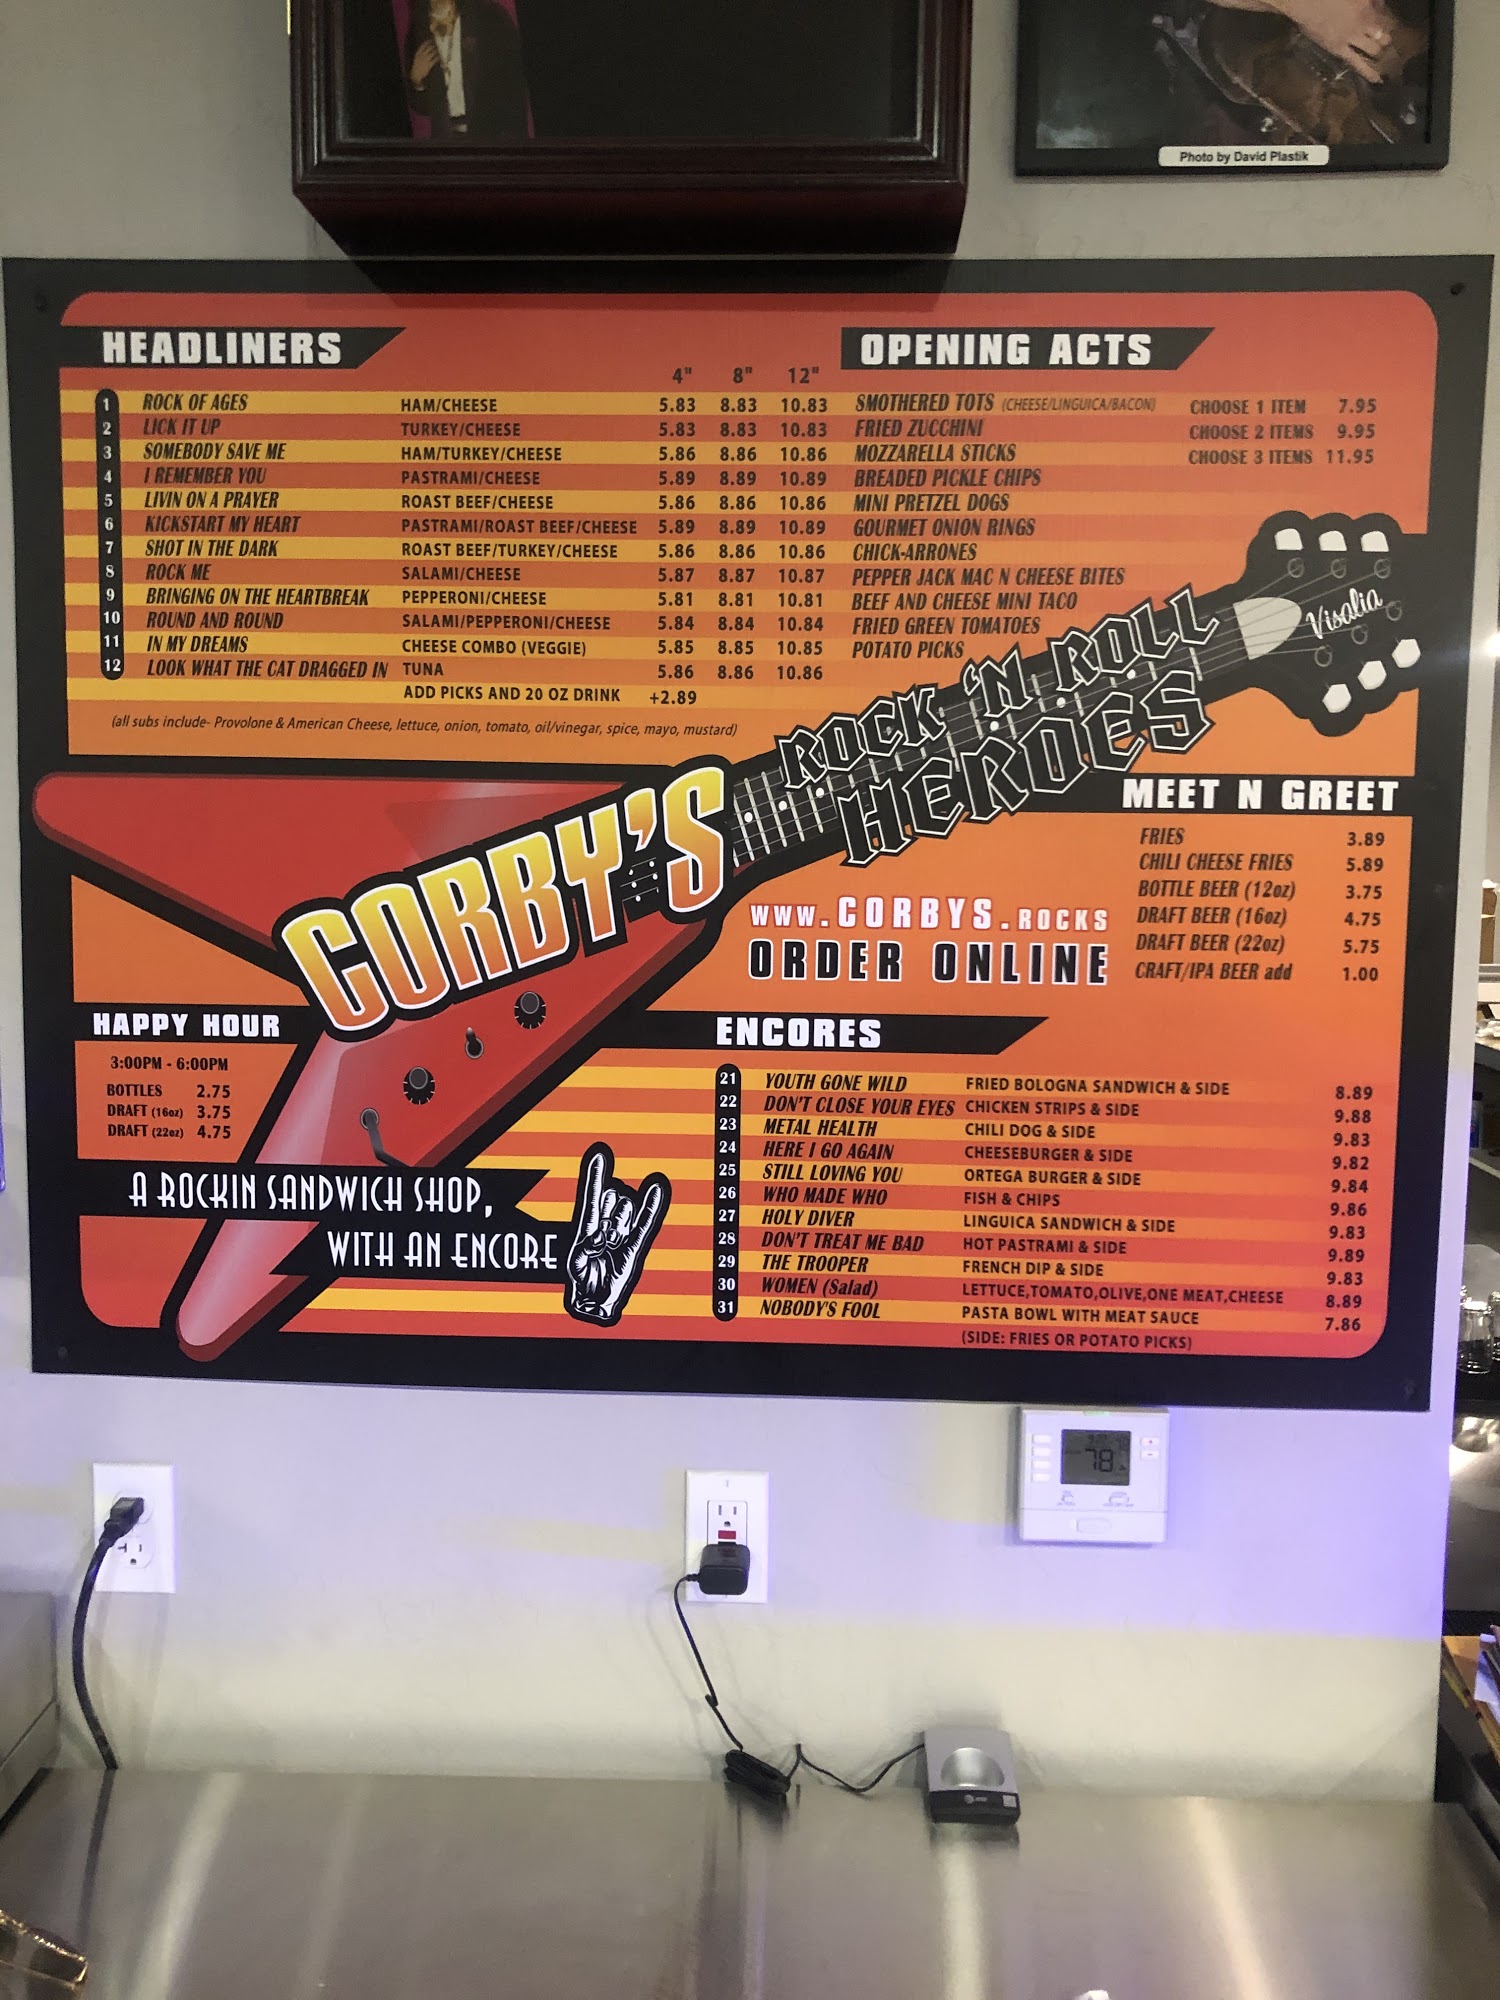 Photo by David Plastik
HEADLINERS
4" 8" 12"
1 ROCK OF AGES HAM/CHEESE 5.83 8.83 10.83
2 LICK IT UP TURKEY/CHEESE 5.83 8.83 10.83
3 SOMEBODY SAVE ME HAM/TURKEY/CHEESE 5.86 8.86 10.86
4 I REMEMBER YOU PASTRAMI/CHEESE 5.89 8.89 10.89
5 LIVIN ON A PRAYER ROAST BEEF/CHEESE 5.86 8.86 10.86
6 KICKSTART MY HEART PASTRAMI/ROAST BEEF/CHEESE 5.89 8.89 10.89
7 SHOT IN THE DARK ROAST BEEF/TURKEY/CHEESE 5.86 8.86 10.86
8 ROCK ME SALAMI/CHEESE 5.87 8.87 10.87
9 BRINGING ON THE HEARTBREAK PEPPERONI/CHEESE 5.81 8.81 10.81
10 ROUND AND ROUND SALAMI/PEPPERONI/CHEESE 5.84 8.84 10.84
11 IN MY DREAMS CHEESE COMBO (VEGGIE) 5.85 8.85 10.85
12 LOOK WHAT THE CAT DRAGGED IN TUNA 5.86 8.86 10.86
ADD PICKS AND 20 OZ DRINK +2.89
(all subs include- Provolone & American Cheese, lettuce, onion, tomato, oil/vinegar, spice, mayo, mustard)
OPENING ACTS
SMOTHERED TOTS (CHEESE/LINGUICA/BACON) CHOOSE 1 ITEM 7.95
FRIED ZUCCHINI CHOOSE 2 ITEMS 9.95
MOZZARELLA STICKS CHOOSE 3 ITEMS 11.95
BREADED PICKLE CHIPS
MINI PRETZEL DOGS
GOURMET ONION RINGS
CHICK-ARRONES
PEPPER JACK MAC N CHEESE BITES
BEEF AND CHEESE MINI TACO
FRIED GREEN TOMATOES
POTATO PICKS
Visalia
ROCK 'N ROLL
HEROES
CORBY'S
MEET N GREET
FRIES 3.89
CHILI CHEESE FRIES 5.89
BOTTLE BEER (12oz) 3.75
DRAFT BEER (16oz) 4.75
DRAFT BEER (22oz) 5.75
CRAFT/IPA BEER add 1.00
WWW.CORBYS.ROCKS
ORDER ONLINE
HAPPY HOUR
3:00PM - 6:00PM
BOTTLES 2.75
DRAFT (16oz) 3.75
DRAFT (22oz) 4.75
A ROCKIN SANDWICH SHOP,
WITH AN ENCORE
ENCORES
21 YOUTH GONE WILD FRIED BOLOGNA SANDWICH & SIDE 8.89
22 DON'T CLOSE YOUR EYES CHICKEN STRIPS & SIDE 9.88
23 METAL HEALTH CHILI DOG & SIDE 9.83
24 HERE I GO AGAIN CHEESEBURGER & SIDE 9.82
25 STILL LOVING YOU ORTEGA BURGER & SIDE 9.84
26 WHO MADE WHO FISH & CHIPS 9.86
27 HOLY DIVER LINGUICA SANDWICH & SIDE 9.83
28 DON'T TREAT ME BAD HOT PASTRAMI & SIDE 9.89
29 THE TROOPER FRENCH DIP & SIDE 9.83
30 WOMEN (Salad) LETTUCE,TOMATO,OLIVE,ONE MEAT,CHEESE 8.89
31 NOBODY'S FOOL PASTA BOWL WITH MEAT SAUCE 7.86
(SIDE: FRIES OR POTATO PICKS)
78